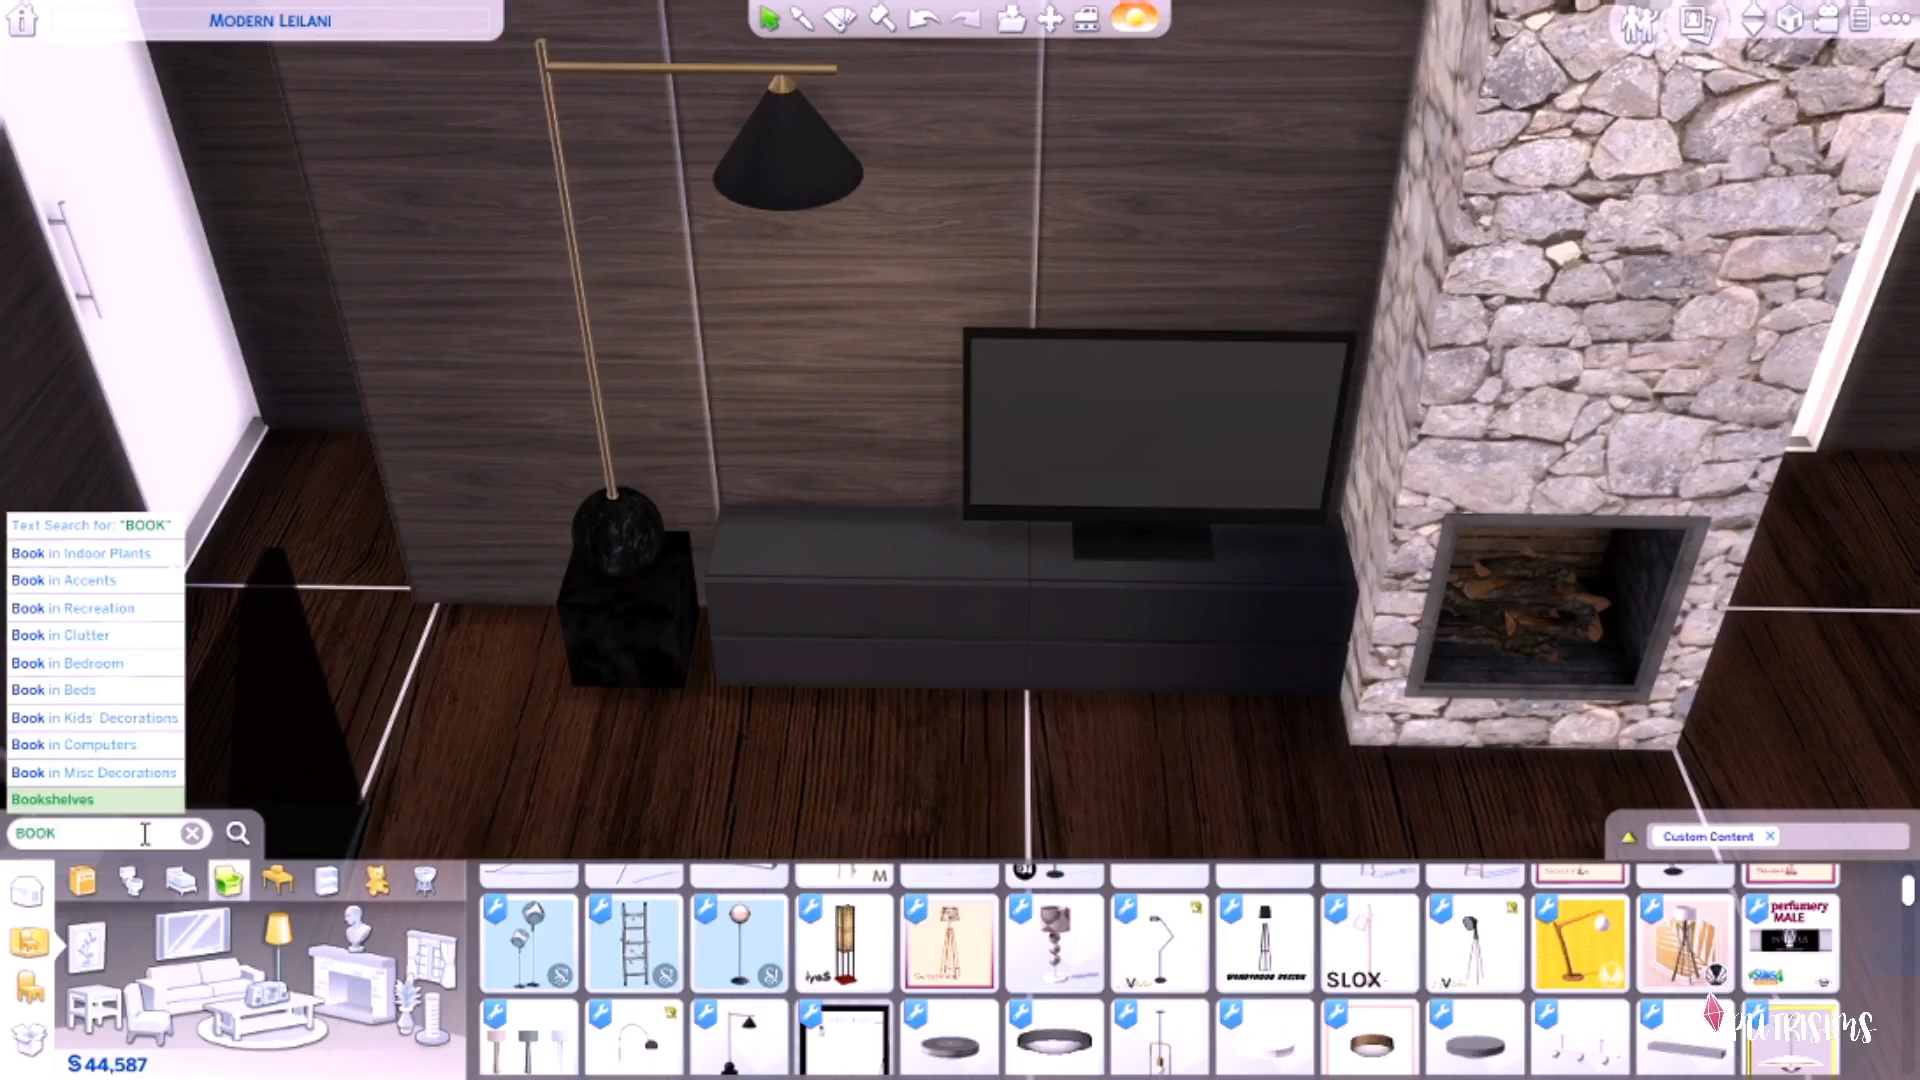 MODERN LEILANI
Text Search for: "BOOK"
Book in Indoor Plants
Book in Accents
Book in Recreation
Book in Clutter
Book in Bedroom
Book in Beds
Book in Kids' Decorations
Book in Computers
Book in Misc Decorations
Bookshelves
BOOK
Custom Content
M
perfumery
MALE
SLOX
§44,587
PUTRISIMS